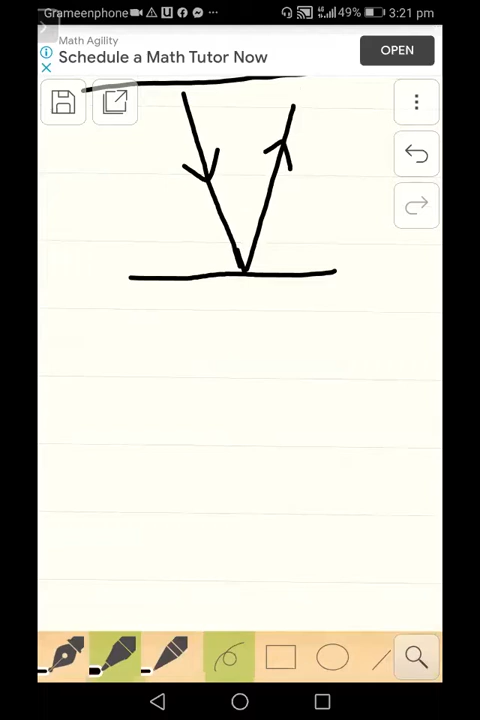 Grameenphone ... 49% 3:21 pm
Math Agility
Schedule a Math Tutor Now
OPEN